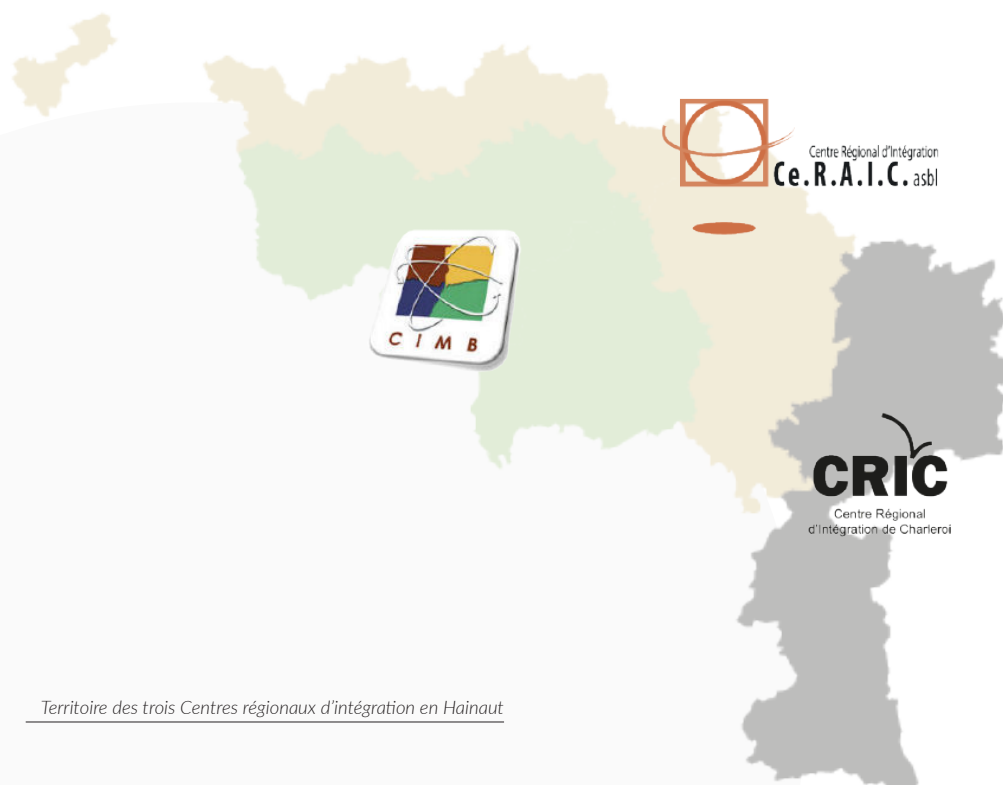 Centre Régional d'Intégration
Ce.R.A.I.C. asbl
CIMB
CRIC
Centre Régional
d'Intégration de Charleroi
Territoire des trois Centres régionaux d'intégration en Hainaut